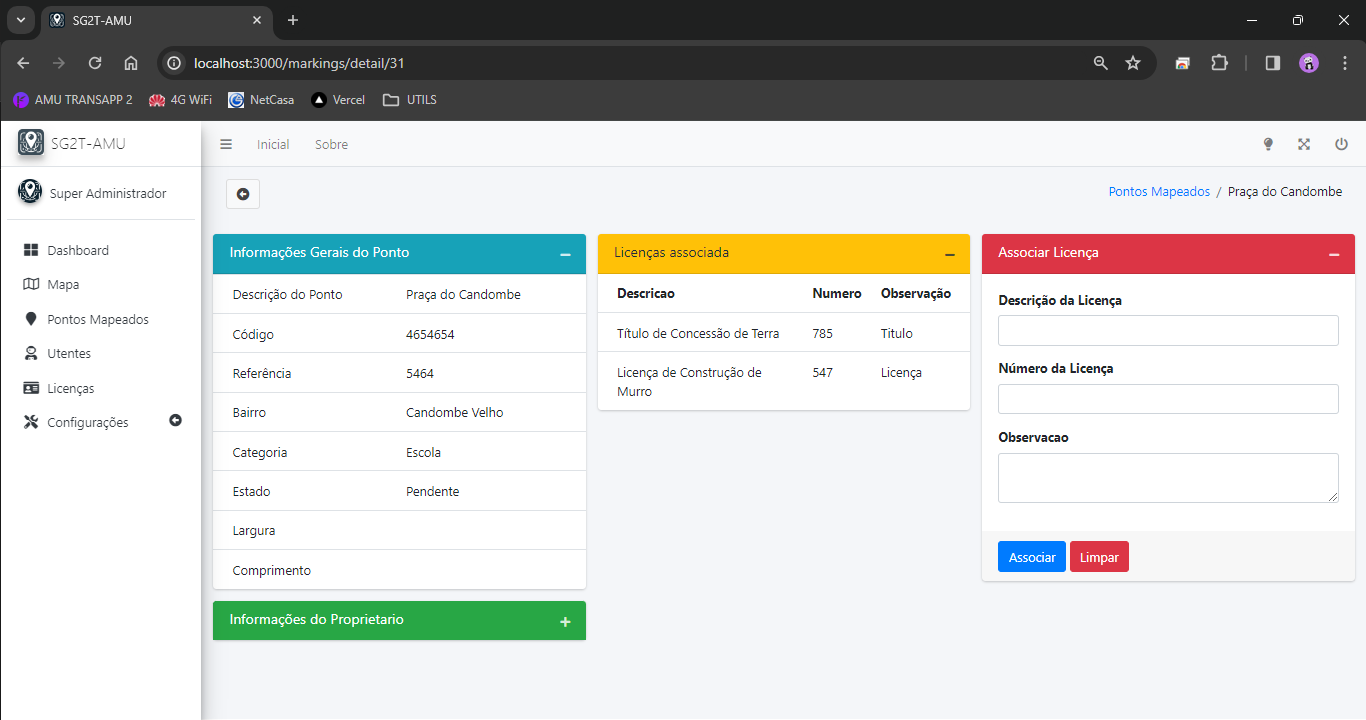 SG2T-AMU
localhost:3000/markings/detail/31
AMU TRANSAPP 2 4G WiFi NetCasa Vercel UTILS
SG2T-AMU
Inicial Sobre
Super Administrador
Pontos Mapeados / Praça do Candombe
Dashboard
Mapa
Pontos Mapeados
Utentes
Licenças
Configurações
Informações Gerais do Ponto
Descrição do Ponto Praça do Candombe
Código 4654654
Referência 5464
Bairro Candombe Velho
Categoria Escola
Estado Pendente
Largura
Comprimento
Informações do Proprietario
Licenças associada
Descricao Numero Observação
Título de Concessão de Terra 785 Titulo
Licença de Construção de 547 Licença
Murro
Associar Licença
Descrição da Licença
Número da Licença
Observacao
Associar Limpar